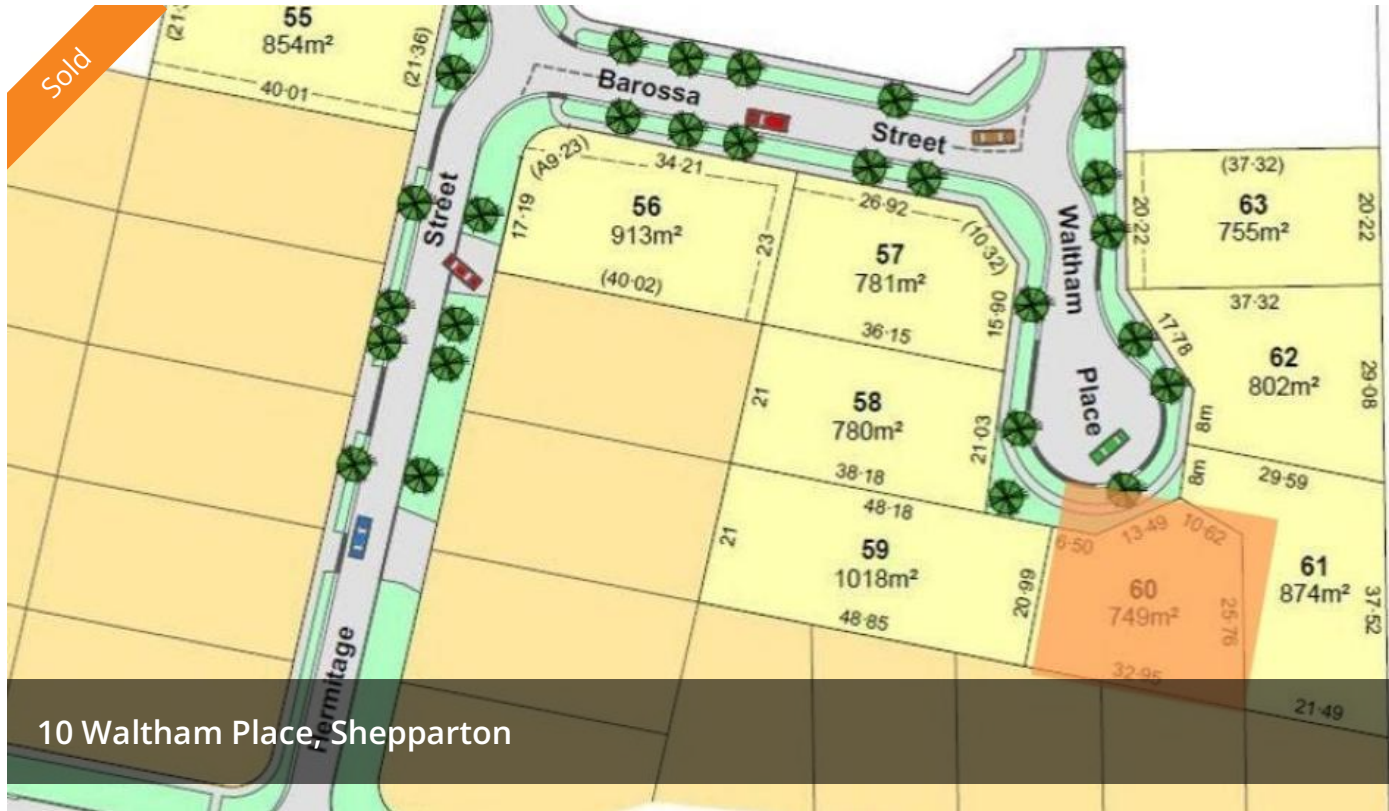 Sold
55
854m²
(21·36)
40·01
Barossa
Street
(A9·23)
34·21
17·19
56
913m²
23
(40·02)
26·92
(10·32)
57
781m²
15·90
36·15
Waltham
Place
(37·32)
20·22
63
755m²
20·22
37·32
17·78
62
802m²
29·08
8m
8m
29·59
21
58
780m²
21·03
38·18
48·18
21
59
1018m²
20·99
48·85
6·50
13·49
10·62
60
749m²
25·76
32·95
61
874m²
37·52
21·49
Street
Hermitage
10 Waltham Place, Shepparton